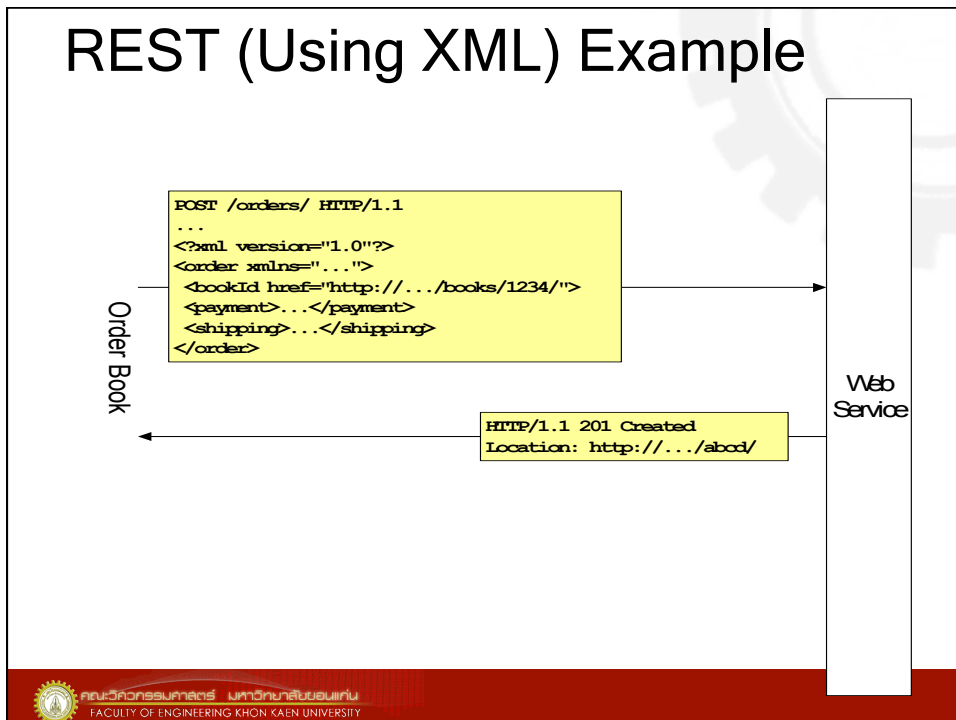 REST (Using XML) Example
POST /orders/ HTTP/1.1
...
<?xml version="1.0"?>
<order xmlns="...">
<bookId href="http://.../books/1234/">
<payment>...</payment>
<shipping>...</shipping>
</order>
Order Book
Web
Service
HTTP/1.1 201 Created
Location: http://.../abcd/
คณะวิศวกรรมศาสตร์ มหาวิทยาลัยขอนแก่น
FACULTY OF ENGINEERING KHON KAEN UNIVERSITY